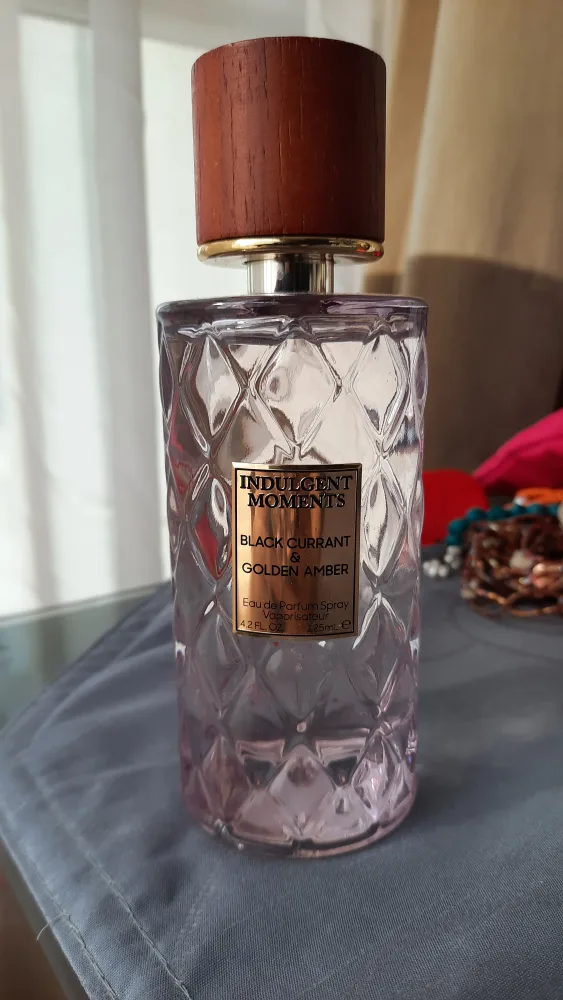 INDULGENT
MOMENTS
BLACK CURRANT
&
GOLDEN AMBER
Eau de Parfum Spray
Vaporisateur
4.2 FL. OZ. 125mL ℮